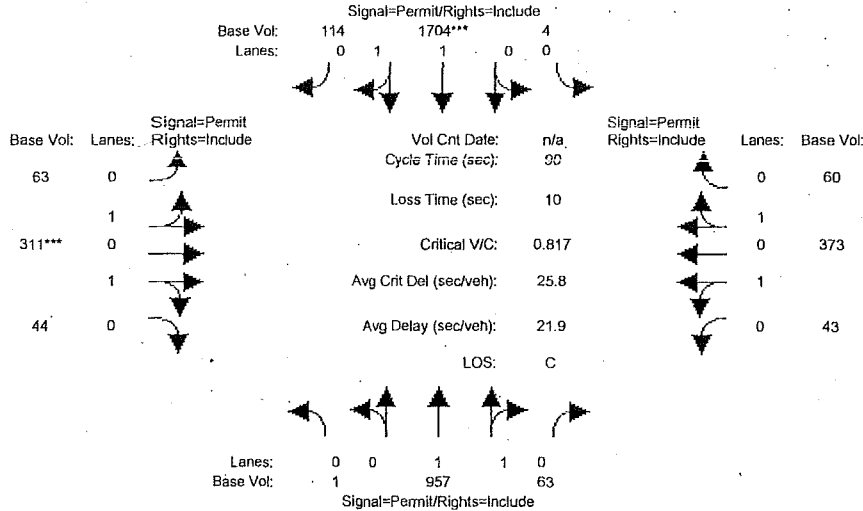 Signal=Permit/Rights=Include
Base Vol: 114 1704*** 4
Lanes: 0 1 1 0 0
Signal=Permit
Base Vol: Lanes: Rights=Include
Vol Cnt Date: n/a
Cycle Time (sec): 90
Signal=Permit
Rights=Include Lanes: Base Vol:
63 0
Loss Time (sec): 10
0 60
1
1
311*** 0
Critical V/C: 0.817
0 373
1
Avg Crit Del (sec/veh): 25.8
1
44 0
Avg Delay (sec/veh): 21.9
0 43
LOS: C
Lanes: 0 0 1 1 0
Base Vol: 1 957 63
Signal=Permit/Rights=Include